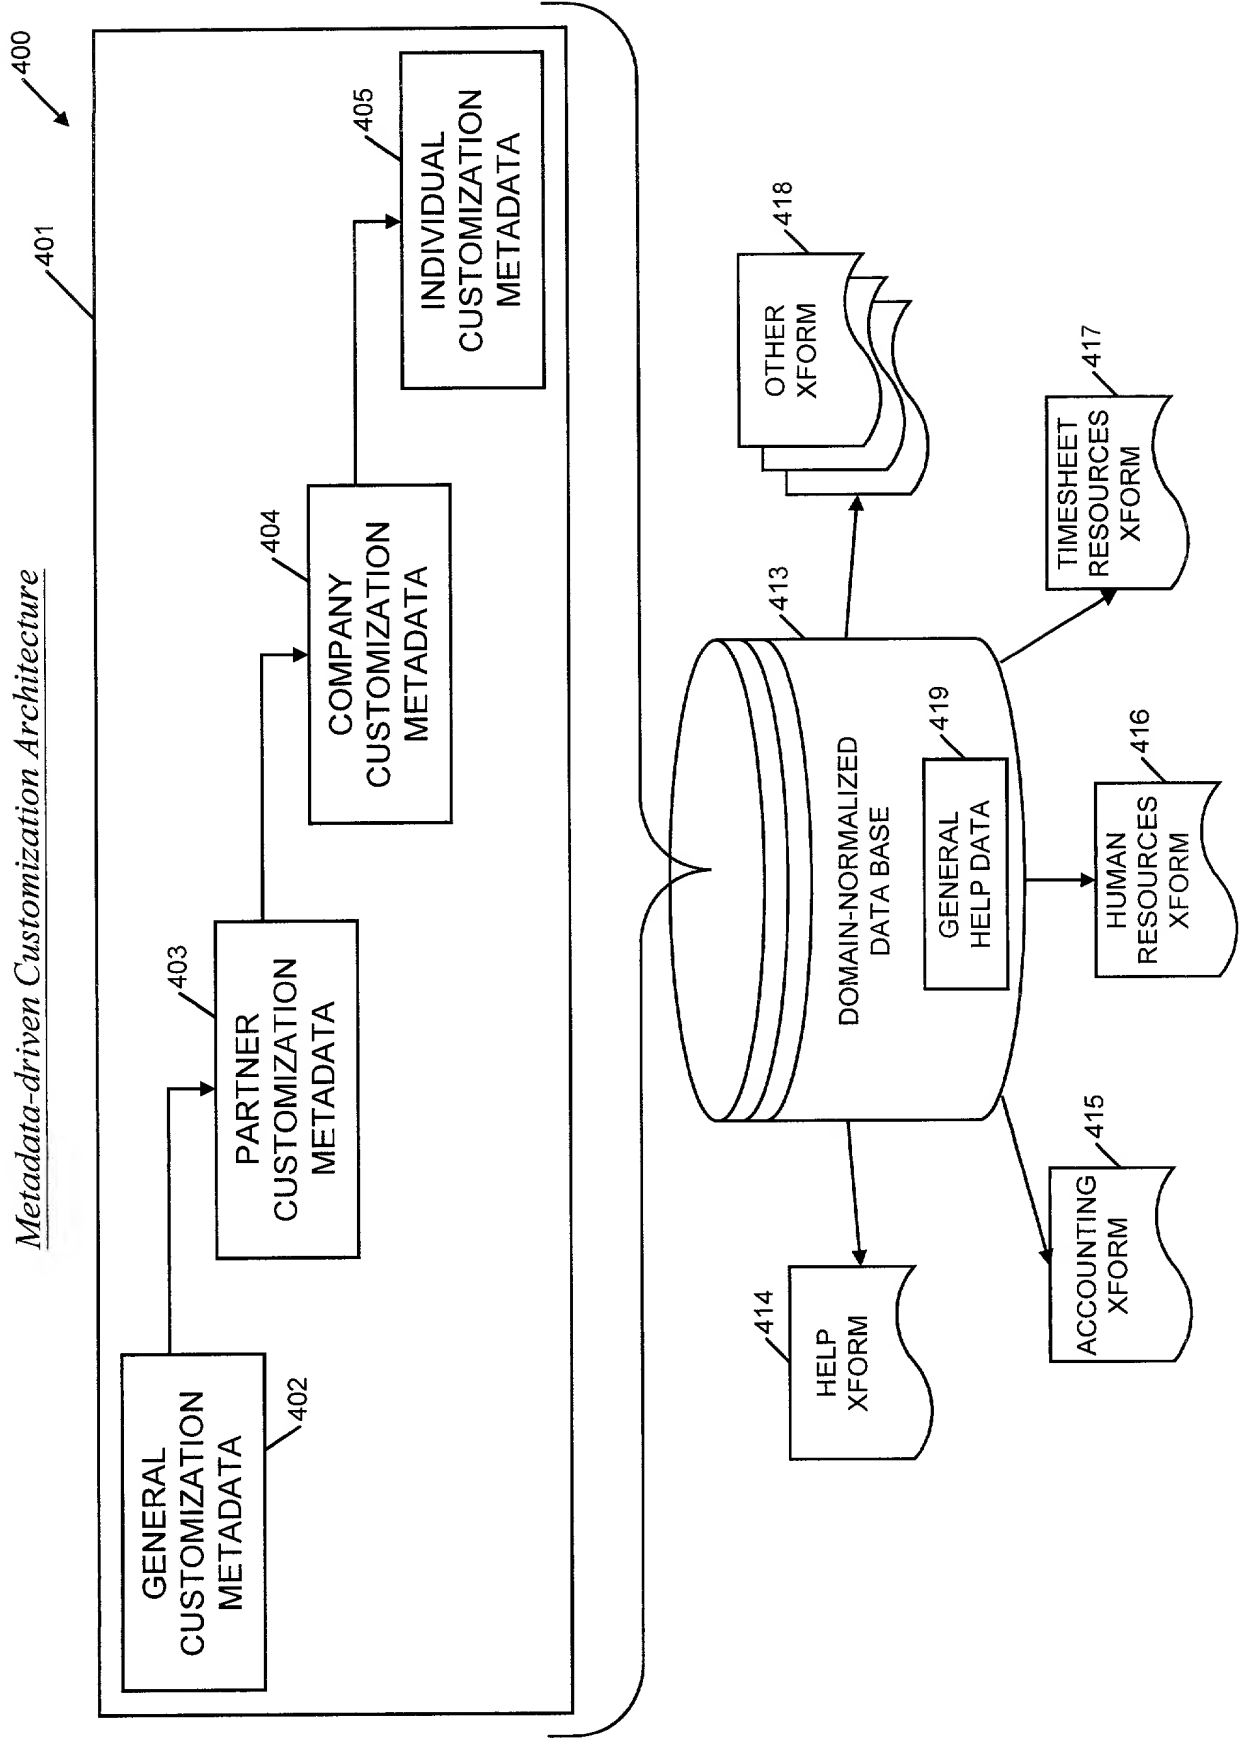 Metadata-driven Customization Architecture
400
401
GENERAL
CUSTOMIZATION
METADATA
402
PARTNER
CUSTOMIZATION
METADATA
403
COMPANY
CUSTOMIZATION
METADATA
404
INDIVIDUAL
CUSTOMIZATION
METADATA
405
DOMAIN-NORMALIZED
DATA BASE
413
GENERAL
HELP DATA
419
HELP
XFORM
414
ACCOUNTING
XFORM
415
HUMAN
RESOURCES
XFORM
416
TIMESHEET
RESOURCES
XFORM
417
OTHER
XFORM
418